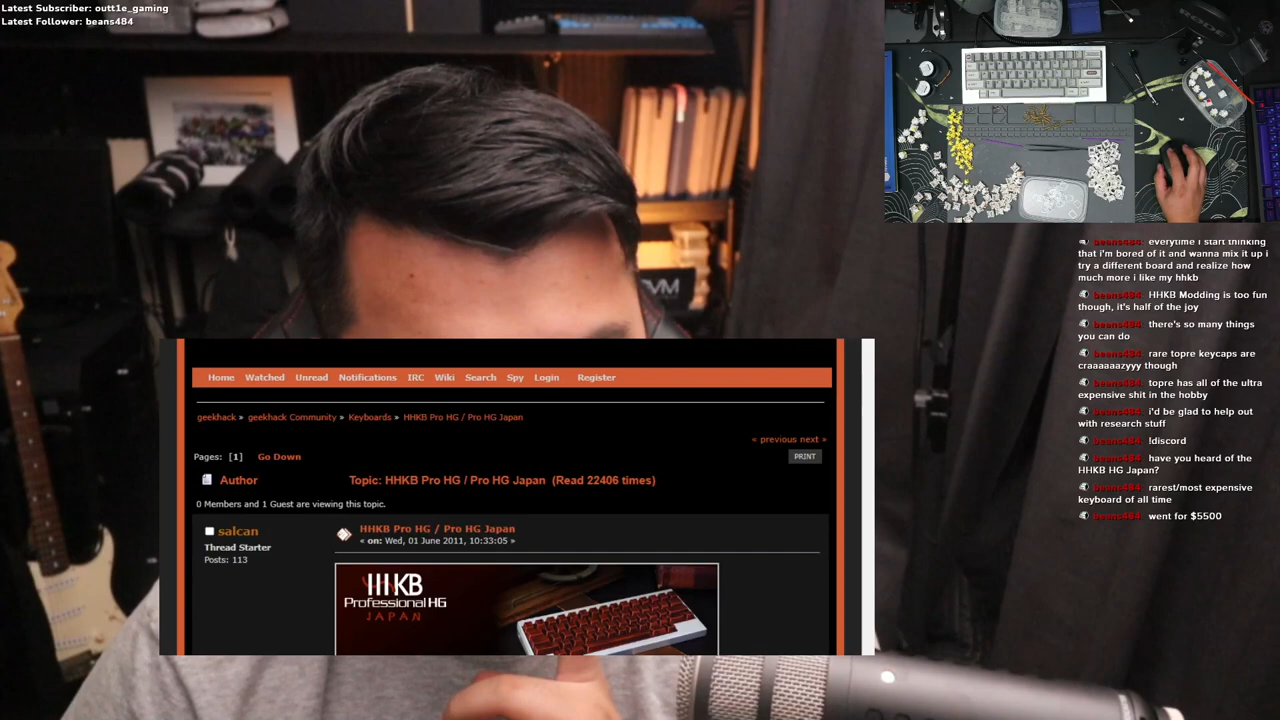 Latest Subscriber: outt1e_gaming
Latest Follower: beans484
VM
Home Watched Unread Notifications IRC Wiki Search Spy Login Register
geekhack » geekhack Community » Keyboards » HHKB Pro HG / Pro HG Japan
« previous next »
Pages: [1] Go Down
PRINT
Author Topic: HHKB Pro HG / Pro HG Japan (Read 22406 times)
0 Members and 1 Guest are viewing this topic.
salcan
Thread Starter
Posts: 113
HHKB Pro HG / Pro HG Japan
« on: Wed, 01 June 2011, 10:33:05 »
HHKB
Professional HG
JAPAN
beans484: everytime i start thinking
that i'm bored of it and wanna mix it up i
try a different board and realize how
much more i like my hhkb
beans484: HHKB Modding is too fun
though, it's half of the joy
beans484: there's so many things
you can do
beans484: rare topre keycaps are
craaaaaazyyy though
beans484: topre has all of the ultra
expensive shit in the hobby
beans484: i'd be glad to help out
with research stuff
beans484: !discord
beans484: have you heard of the
HHKB HG Japan?
beans484: rarest/most expensive
keyboard of all time
beans484: went for $5500